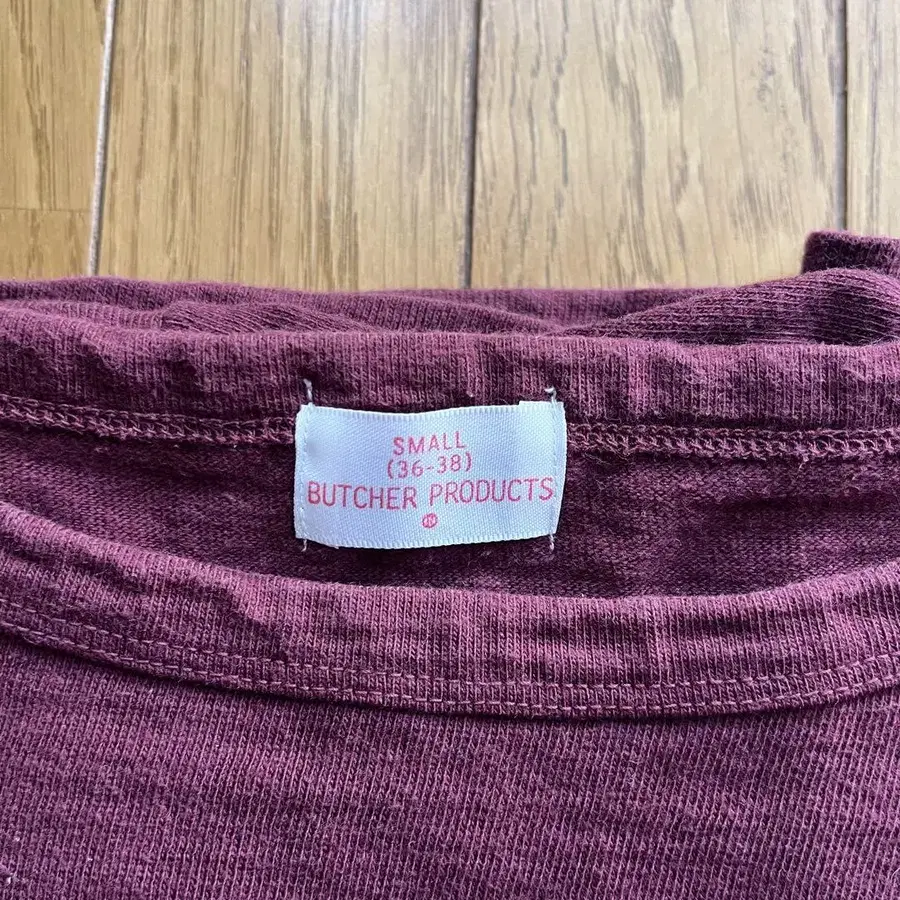 SMALL
(36-38)
BUTCHER PRODUCTS